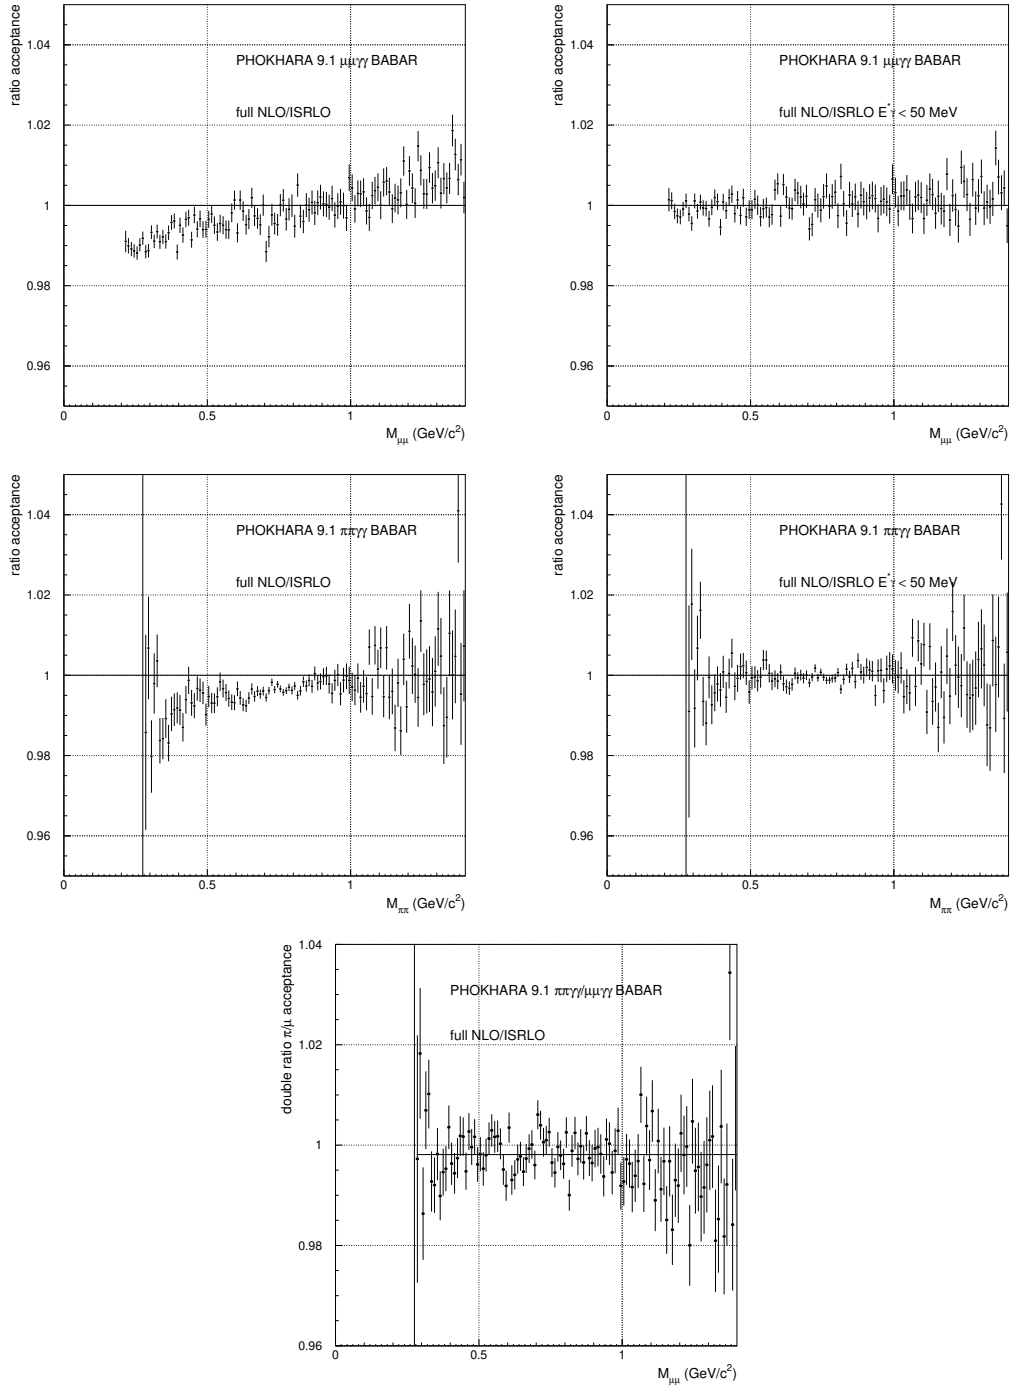 ratio acceptance
1.04
1.02
1
0.98
0.96
PHOKHARA 9.1 μμγγ BABAR
full NLO/ISRLO
0
0.5
1
M_μμ (GeV/c²)
ratio acceptance
1.04
1.02
1
0.98
0.96
PHOKHARA 9.1 μμγγ BABAR
full NLO/ISRLO E*γ < 50 MeV
0
0.5
1
M_μμ (GeV/c²)
ratio acceptance
1.04
1.02
1
0.98
0.96
PHOKHARA 9.1 ππγγ BABAR
full NLO/ISRLO
0
0.5
1
M_ππ (GeV/c²)
ratio acceptance
1.04
1.02
1
0.98
0.96
PHOKHARA 9.1 ππγγ BABAR
full NLO/ISRLO E*γ < 50 MeV
0
0.5
1
M_ππ (GeV/c²)
double ratio π/μ acceptance
1.04
1.02
1
0.98
0.96
PHOKHARA 9.1 ππγγ/μμγγ BABAR
full NLO/ISRLO
0
0.5
1
M_μμ (GeV/c²)